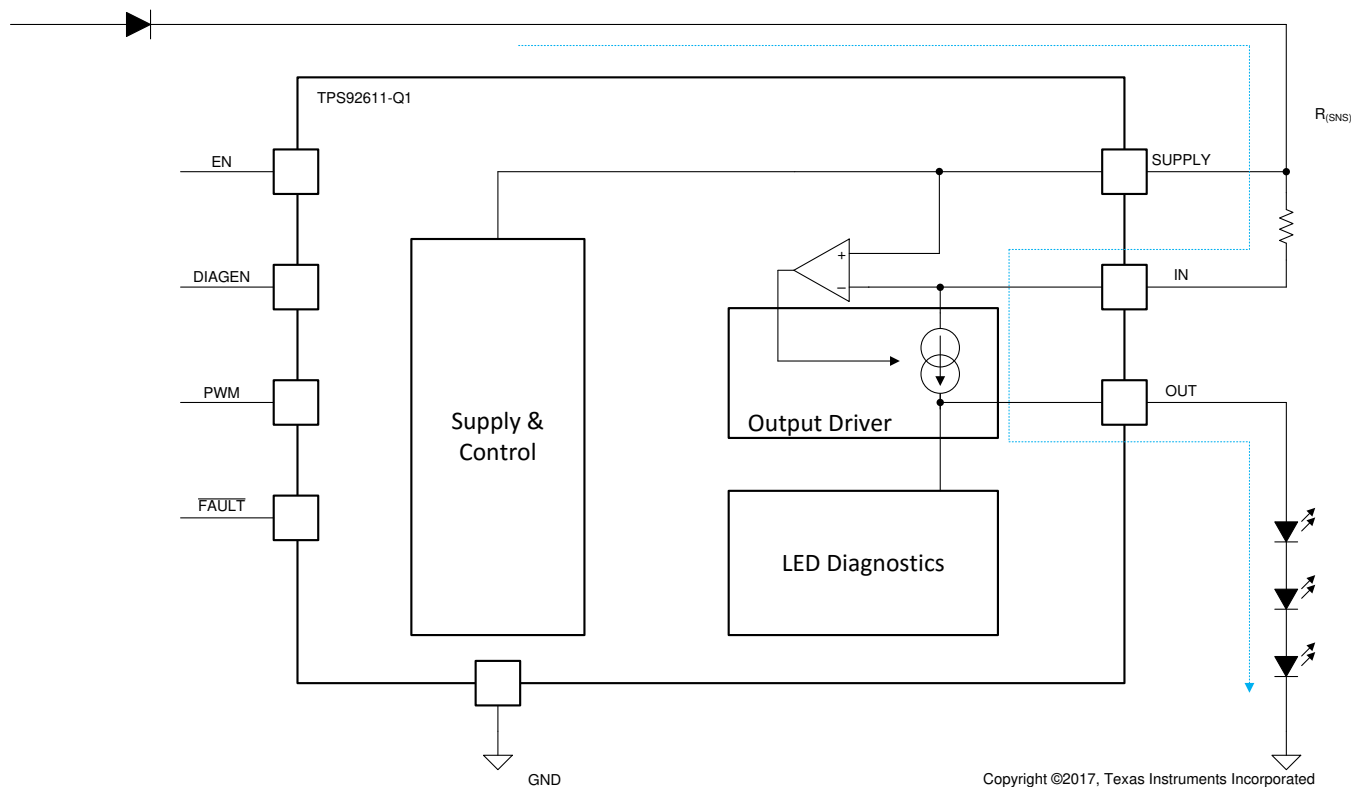 TPS92611-Q1
R(SNS)
EN
SUPPLY
DIAGEN
+
IN
–
PWM
OUT
Supply &
Control
Output Driver
FAULT
LED Diagnostics
GND
Copyright ©2017, Texas Instruments Incorporated